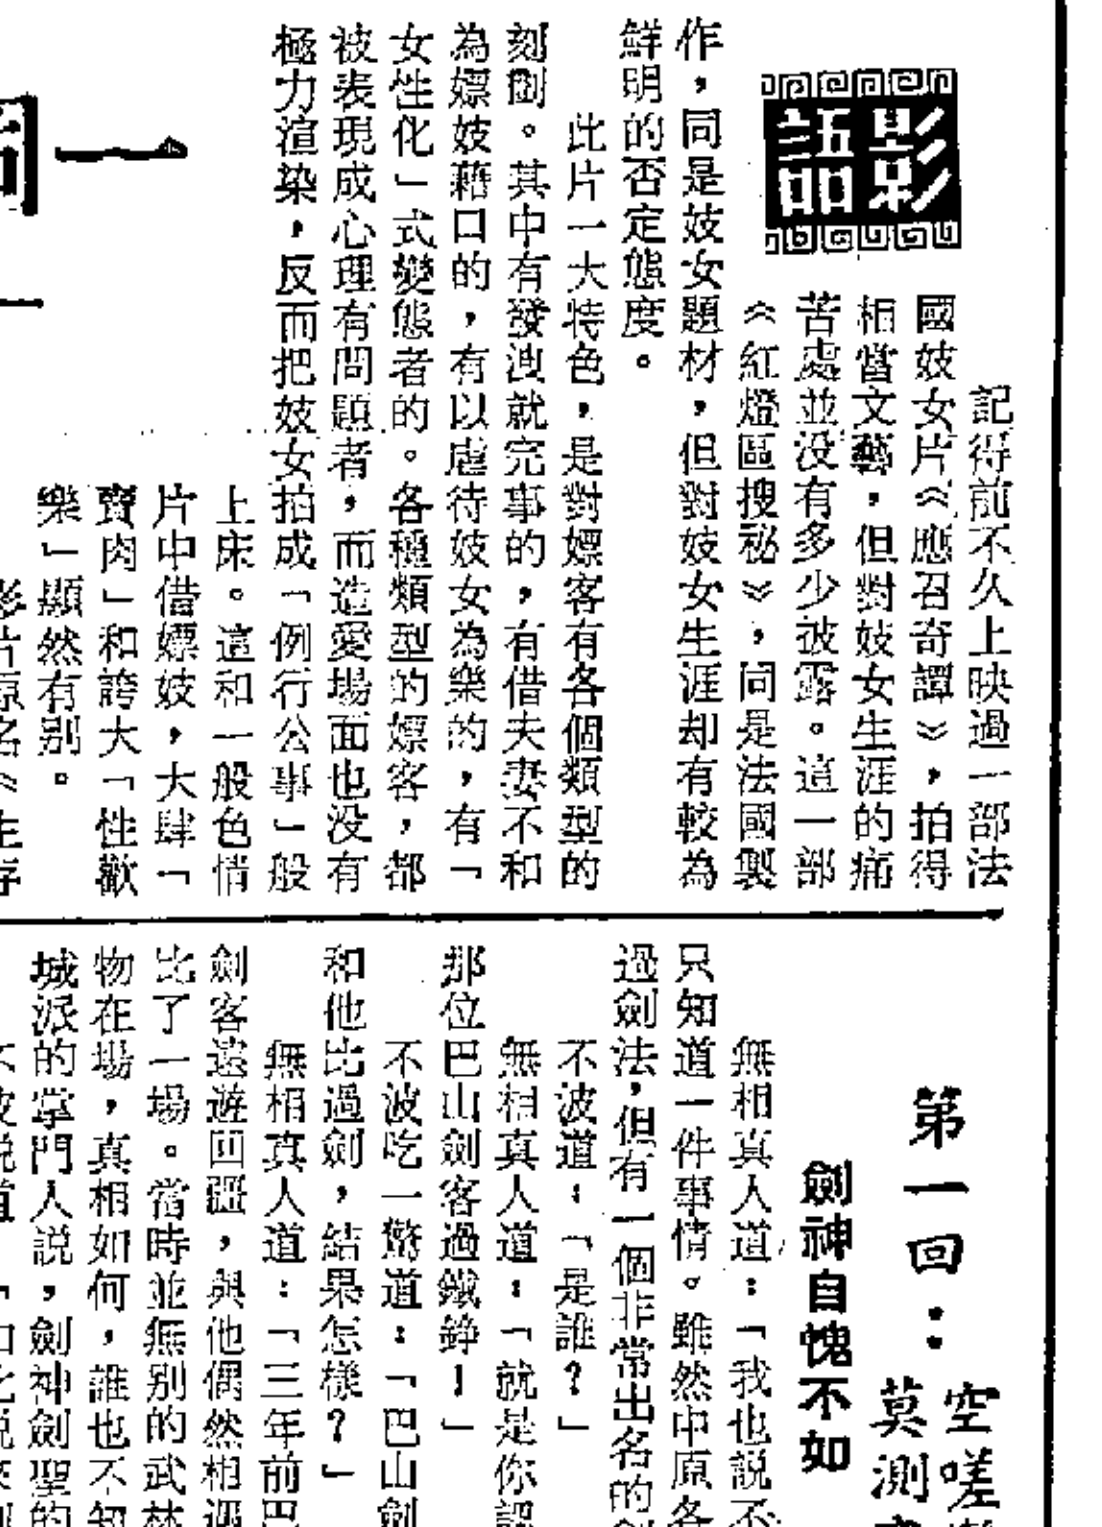 影語
記得前不久上映過一部法
國妓女片《應召奇譚》，拍得
相當文藝，但對妓女生涯的痛
苦處並没有多少披露。這一部
《紅燈區搜秘》，同是法國製
作，同是妓女題材，但對妓女生涯却有較為
鮮明的否定態度。
此片一大特色，是對嫖客有各個類型的
刻劃。其中有發洩就完事的，有借夫妻不和
為嫖妓藉口的，有以虐待妓女為樂的，有「
女性化」式變態者的。各種類型的嫖客，都
被表現成心理有問題者，而造愛場面也没有
極力渲染，反而把妓女拍成「例行公事」般
上床。這和一般色情
片中借嫖妓，大肆「
賣肉」和誇大「性歡
樂」顯然有別。
影片原名《生存
一
第一回：
空嗟
莫測
劍神自愧不如
無相真人道：「我也説不
只知道一件事情。雖然中原各
過劍法，但有一個非常出名的
不波道：「是誰？」
無相真人道：「就是你認
那位巴山劍客過鐵錚！」
不波吃一驚道：「巴山劍
和他比過劍，結果怎樣？」
無相真人道：「三年前巴
劍客遠遊回疆，與他偶然相遇
比了一場。當時並無別的武林
物在場，真相如何，誰也不知
城派的掌門人説，劍神劍聖的